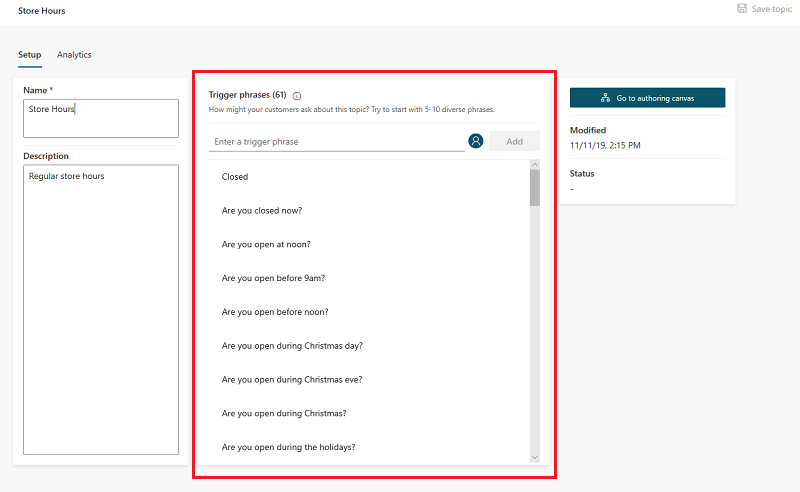 Store Hours
Save topic
Setup
Analytics
Name *
Store Hours
Description
Regular store hours
Trigger phrases (61)
How might your customers ask about this topic? Try to start with 5-10 diverse phrases.
Enter a trigger phrase
Add
Closed
Are you closed now?
Are you open at noon?
Are you open before 9am?
Are you open before noon?
Are you open during Christmas day?
Are you open during Christmas eve?
Are you open during Christmas?
Are you open during the holidays?
Go to authoring canvas
Modified
11/11/19, 2:15 PM
Status
-